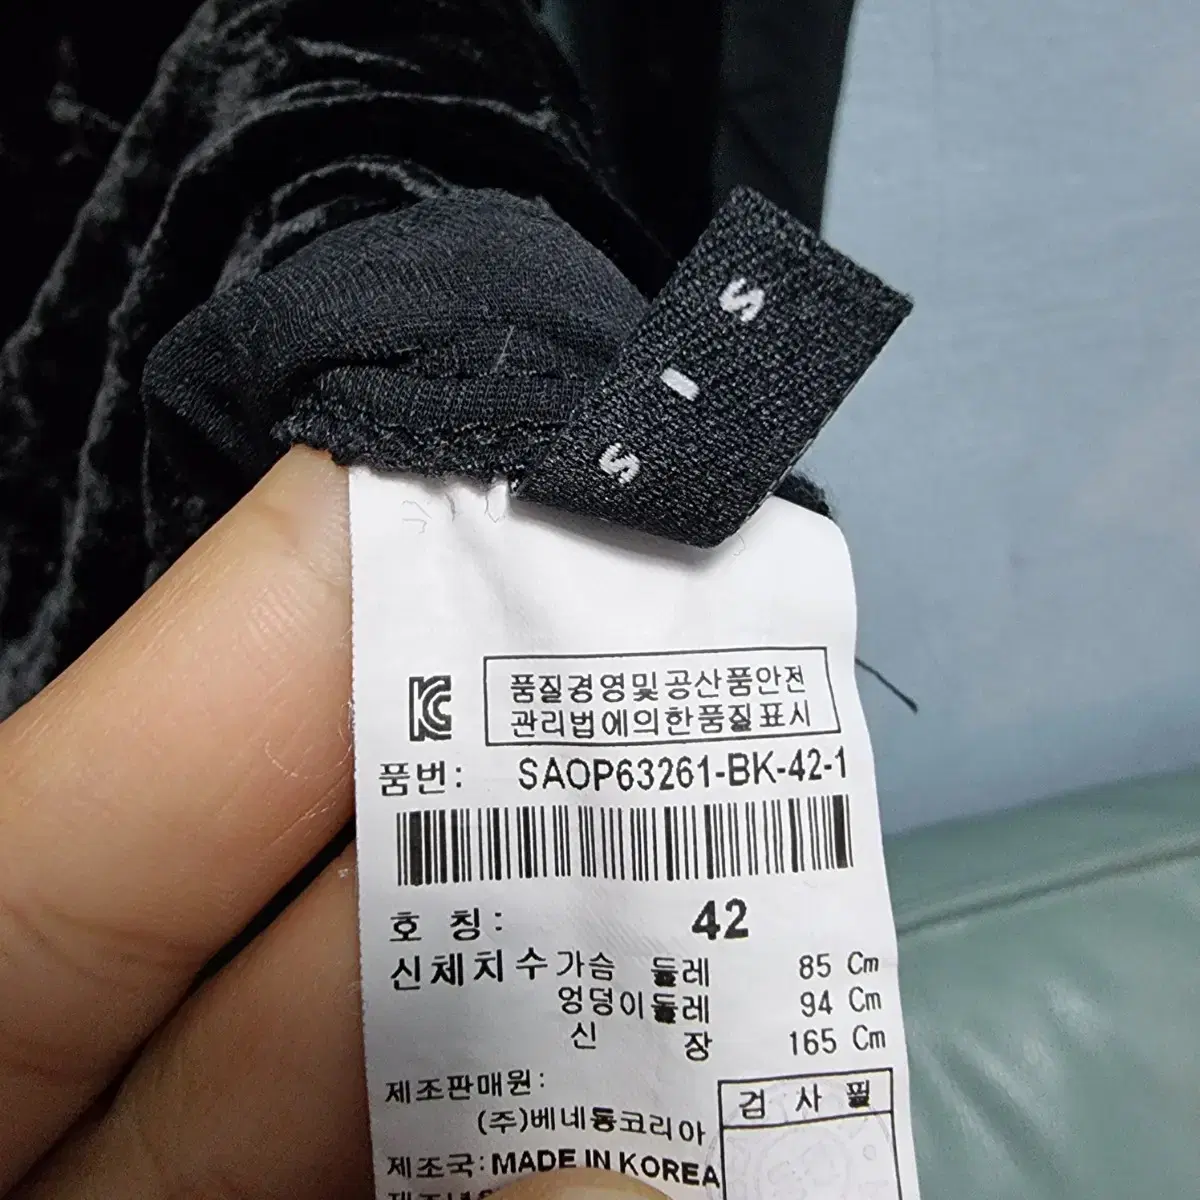 SIS
KC
품질경영및공산품안전
관리법에의한품질표시
품번: SAOP63261-BK-42-1
호 칭: 42
신체치수 가슴 둘레 85 Cm
엉덩이둘레 94 Cm
신 장 165 Cm
제조판매원:
(주)베네통코리아
검 사 필
제조국: MADE IN KOREA